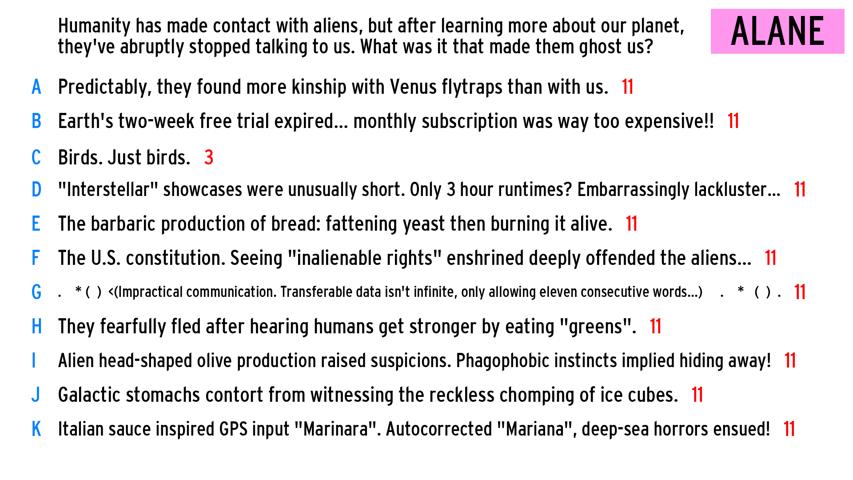 Humanity has made contact with aliens, but after learning more about our planet,
they've abruptly stopped talking to us. What was it that made them ghost us?
ALANE
A Predictably, they found more kinship with Venus flytraps than with us. 11
B Earth's two-week free trial expired... monthly subscription was way too expensive!! 11
C Birds. Just birds. 3
D "Interstellar" showcases were unusually short. Only 3 hour runtimes? Embarrassingly lackluster... 11
E The barbaric production of bread: fattening yeast then burning it alive. 11
F The U.S. constitution. Seeing "inalienable rights" enshrined deeply offended the aliens... 11
G . *( ) <(Impractical communication. Transferable data isn't infinite, only allowing eleven consecutive words...) . * ( ) . 11
H They fearfully fled after hearing humans get stronger by eating "greens". 11
I Alien head-shaped olive production raised suspicions. Phagophobic instincts implied hiding away! 11
J Galactic stomachs contort from witnessing the reckless chomping of ice cubes. 11
K Italian sauce inspired GPS input "Marinara". Autocorrected "Mariana", deep-sea horrors ensued! 11